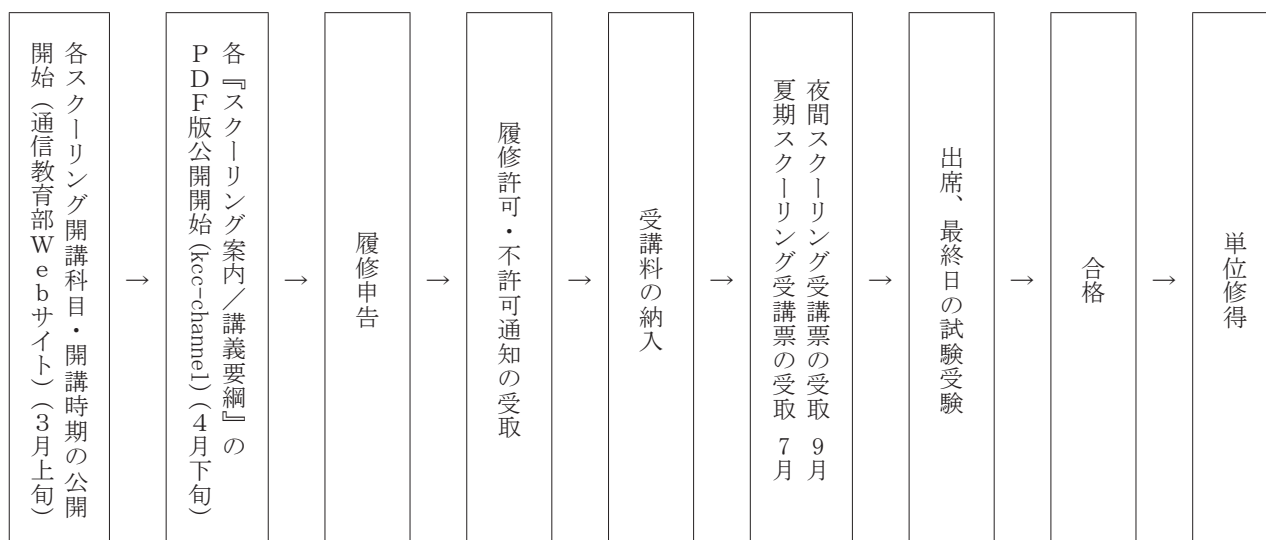 各スクーリング開講科目・開講時期の公開
開始（通信教育部Webサイト）（3月上旬）
→
各『スクーリング案内／講義要綱』の
PDF版公開開始（kcc-channel）（4月下旬）
→
履修申告
→
履修許可・不許可通知の受取
→
受講料の納入
→
夜間スクーリング受講票の受取 9月
夏期スクーリング受講票の受取 7月
→
出席、最終日の試験受験
→
合格
→
単位修得